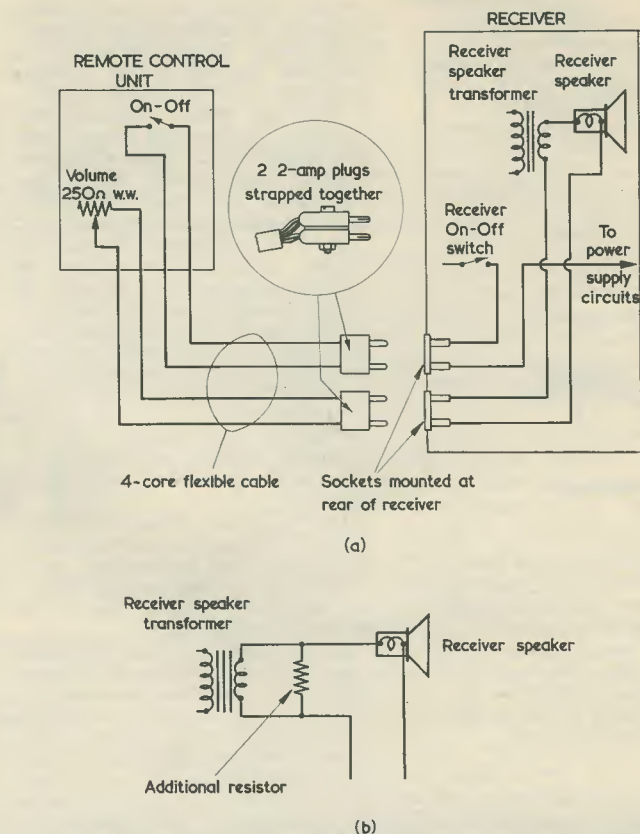 RECEIVER
REMOTE CONTROL
UNIT
On-Off
Volume
250Ω w.w.
2 2-amp plugs
strapped together
Receiver
speaker
transformer
Receiver
speaker
Receiver
On-Off
switch
To
power
supply
circuits
4-core flexible cable
Sockets mounted at
rear of receiver
(a)
Receiver speaker
transformer
Receiver speaker
Additional resistor
(b)